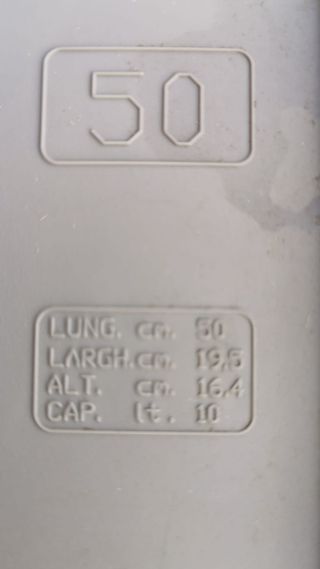 50
LUNG. cm. 50
LARGH.cm. 19,5
ALT. cm. 16,4
CAP. lt. 10